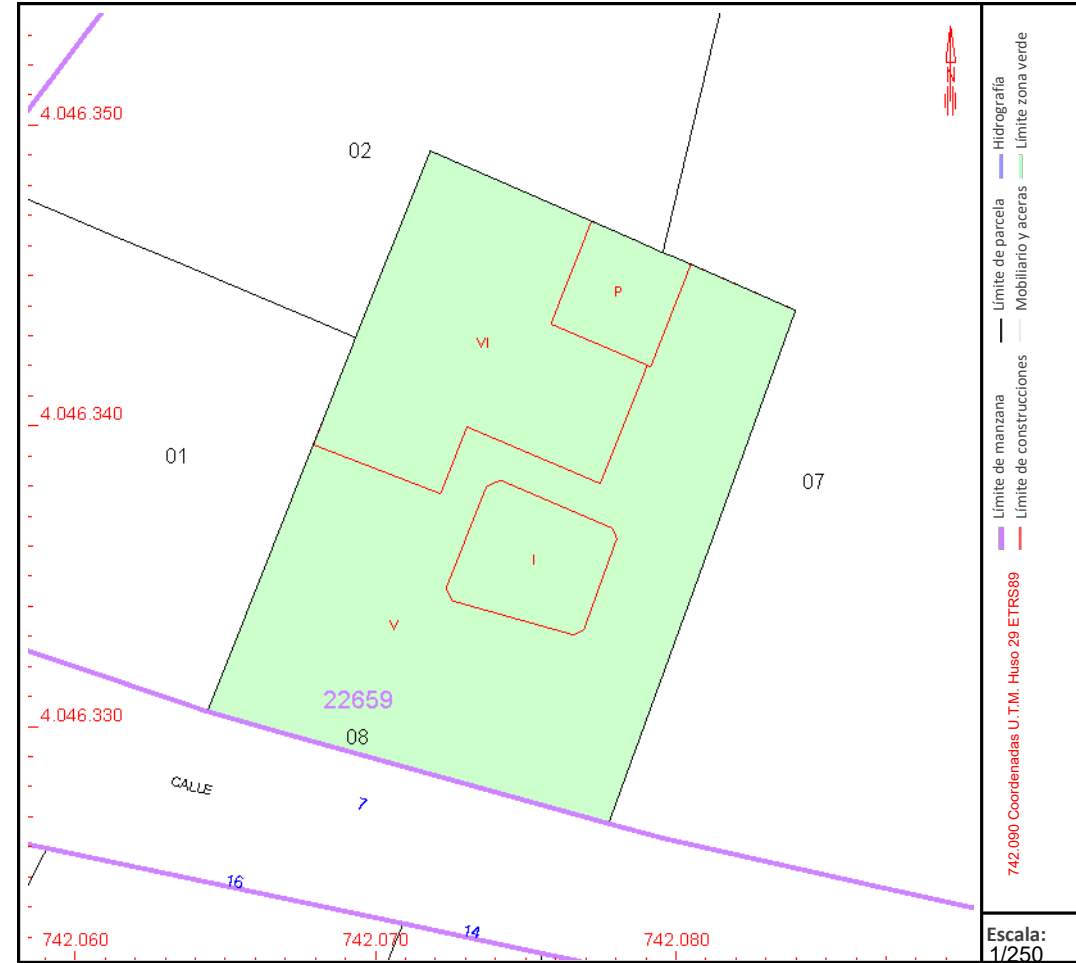 4.046.350
02
P
VI
4.046.340
01
07
I
V
22659
4.046.330
08
CALLE
7
16
14
742.060
742.070
742.080
N
Hidrografía
Límite zona verde
Límite de parcela
Mobiliario y aceras
Límite de manzana
Límite de construcciones
742.090 Coordenadas U.T.M. Huso 29 ETRS89
Escala:
1/250